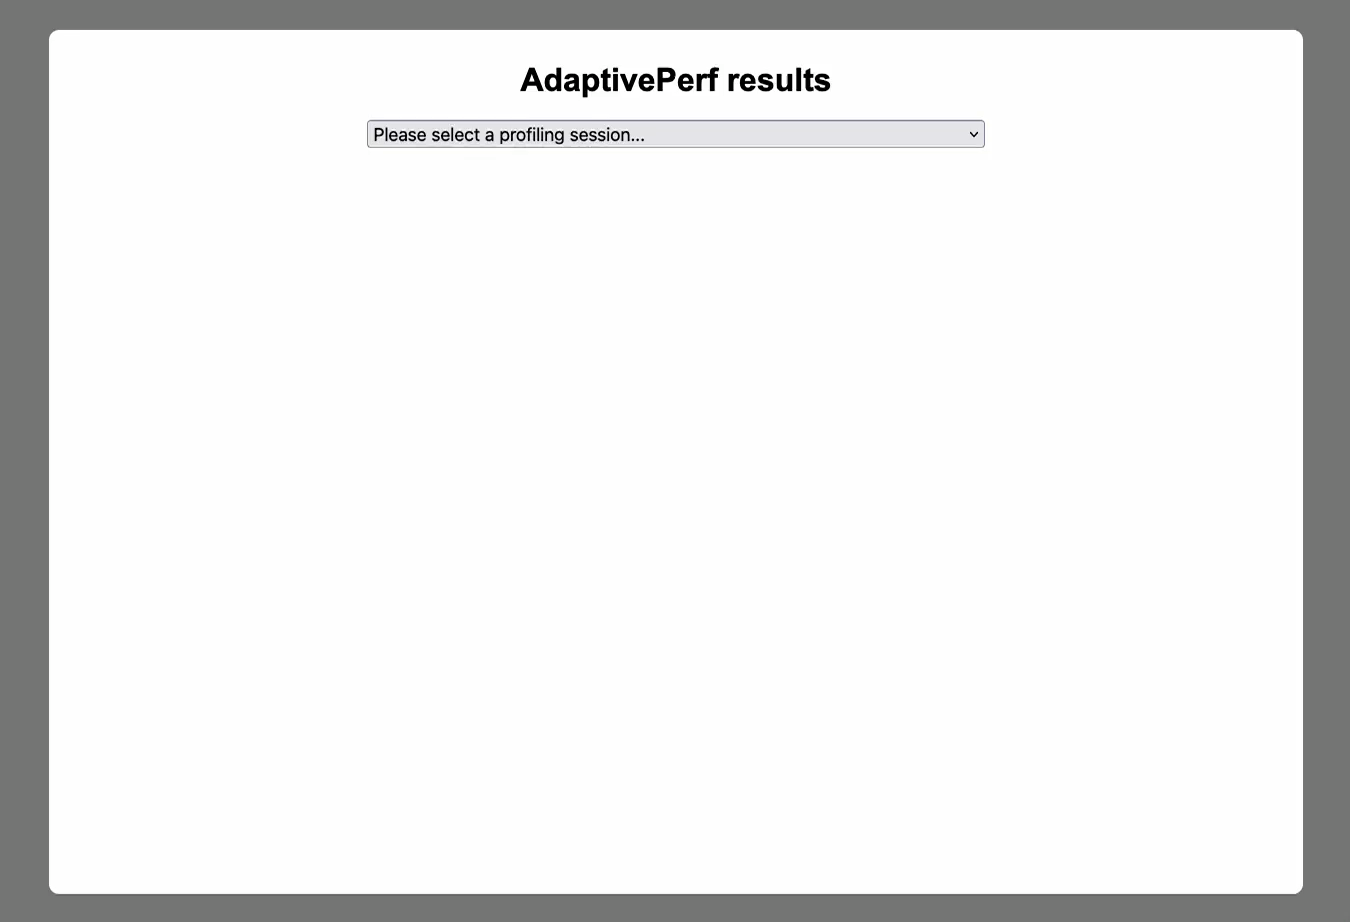 AdaptivePerf results
Please select a profiling session...